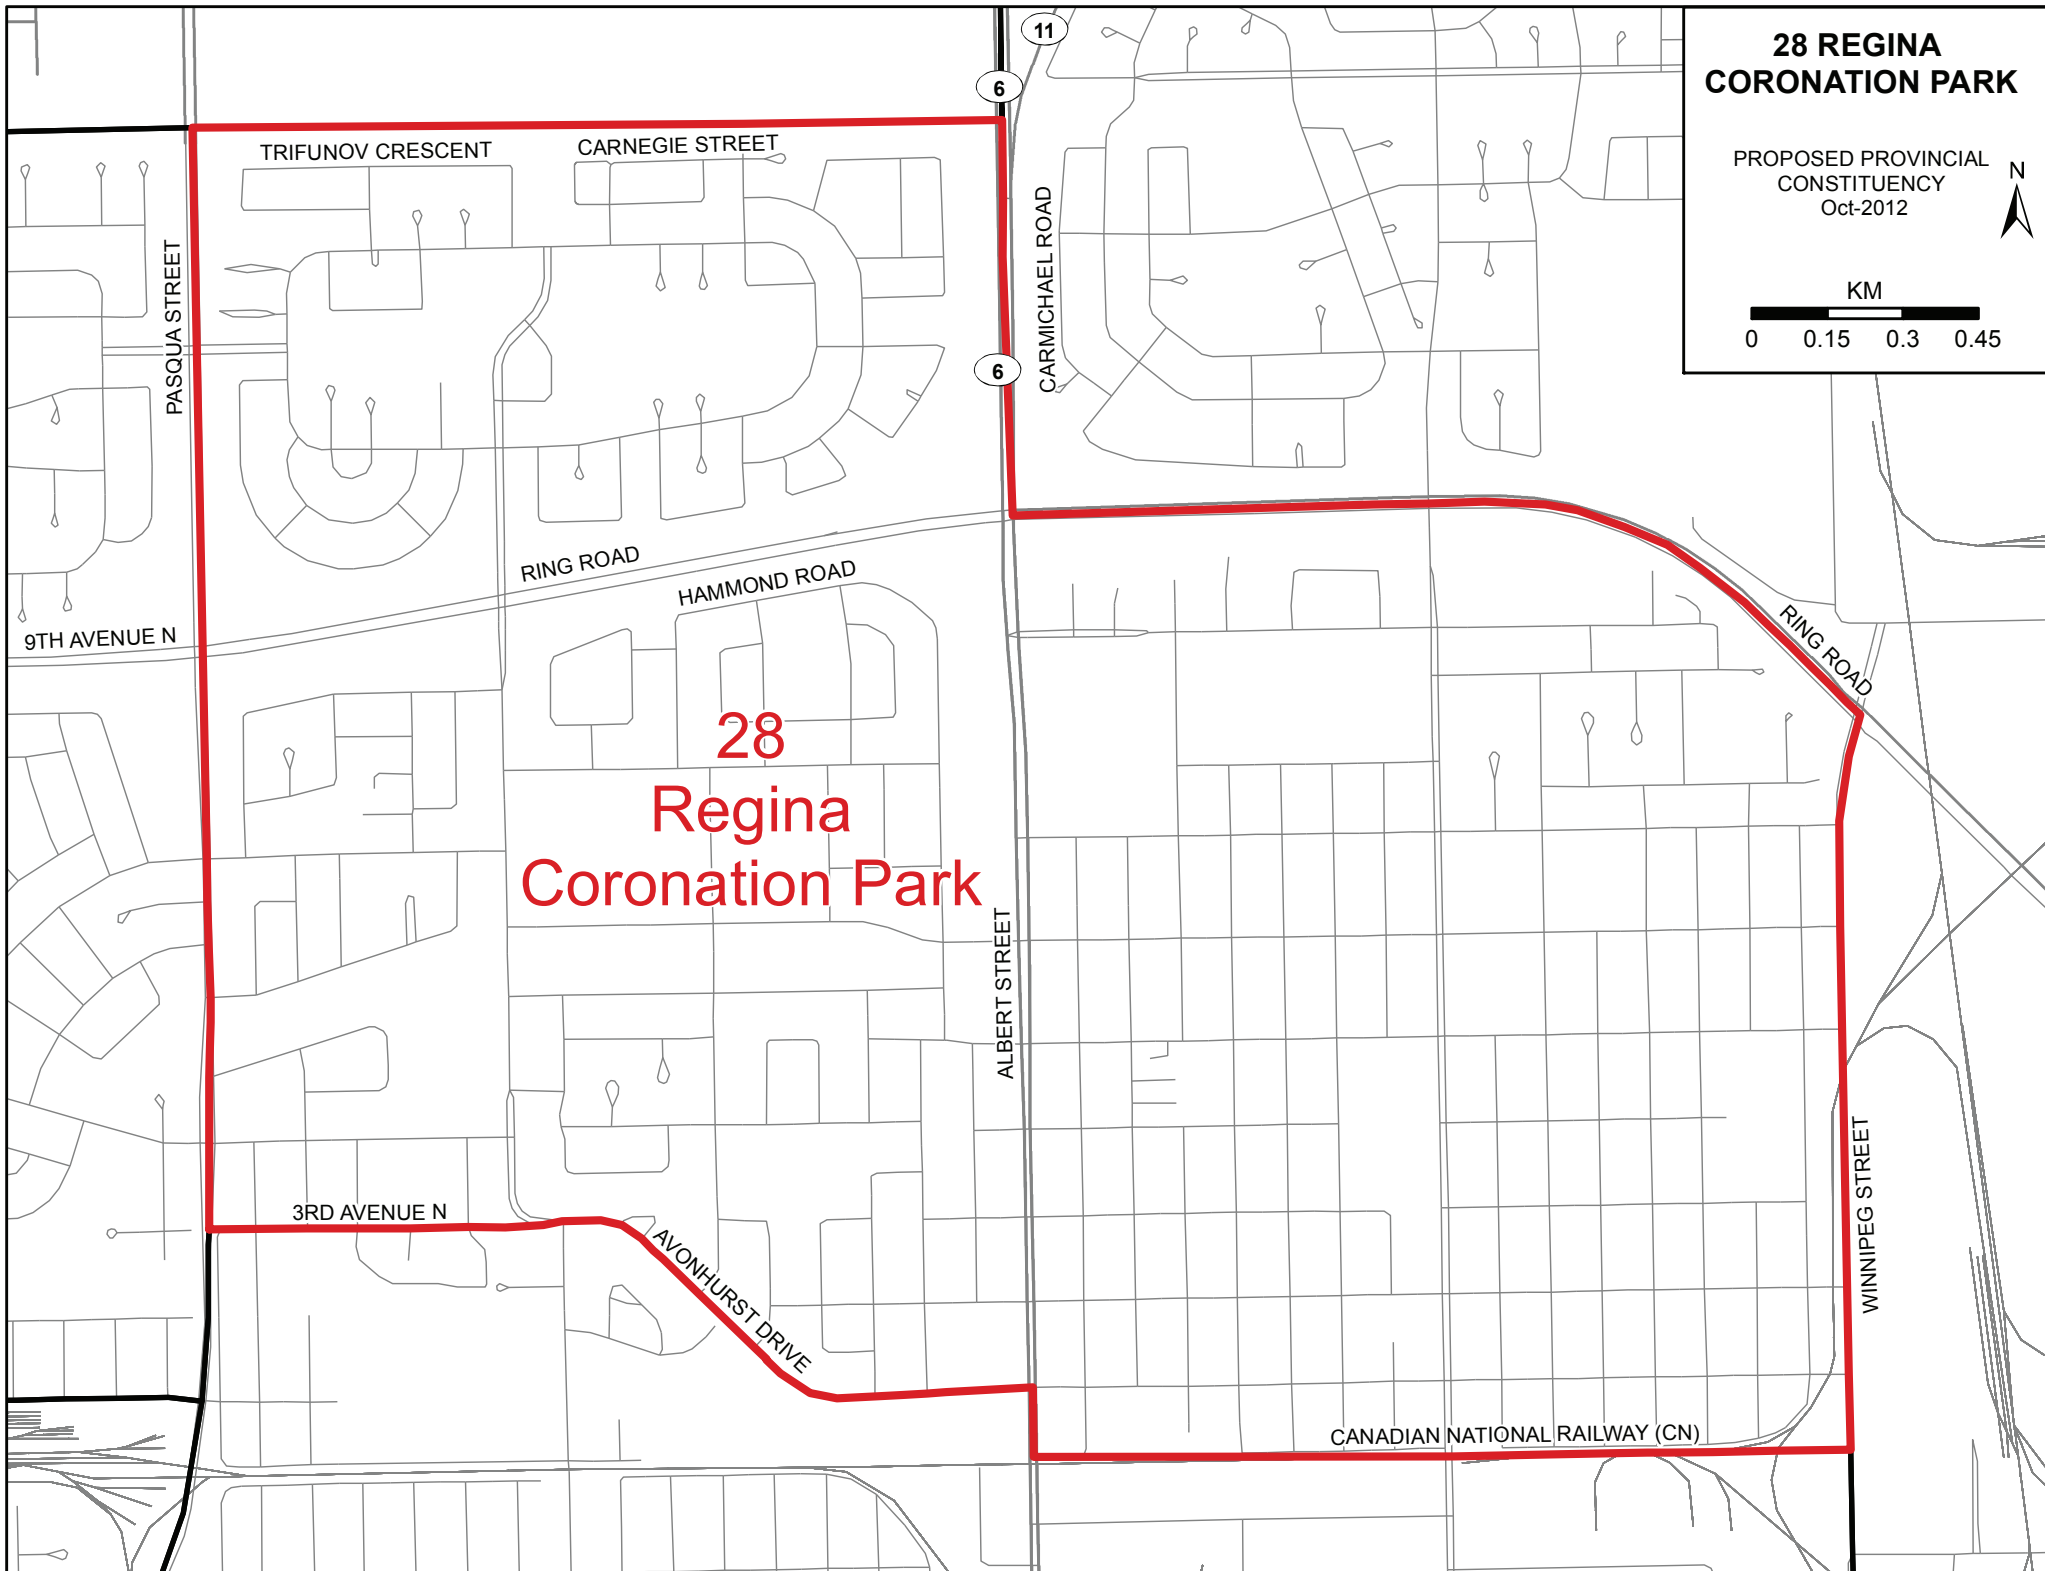 11
6
28 REGINA
CORONATION PARK
PROPOSED PROVINCIAL
CONSTITUENCY
Oct-2012
N
KM
0 0.15 0.3 0.45
TRIFUNOV CRESCENT
CARNEGIE STREET
PASQUA STREET
CARMICHAEL ROAD
6
RING ROAD
HAMMOND ROAD
9TH AVENUE N
RING ROAD
28
Regina
Coronation Park
ALBERT STREET
3RD AVENUE N
AVONHURST DRIVE
WINNIPEG STREET
CANADIAN NATIONAL RAILWAY (CN)